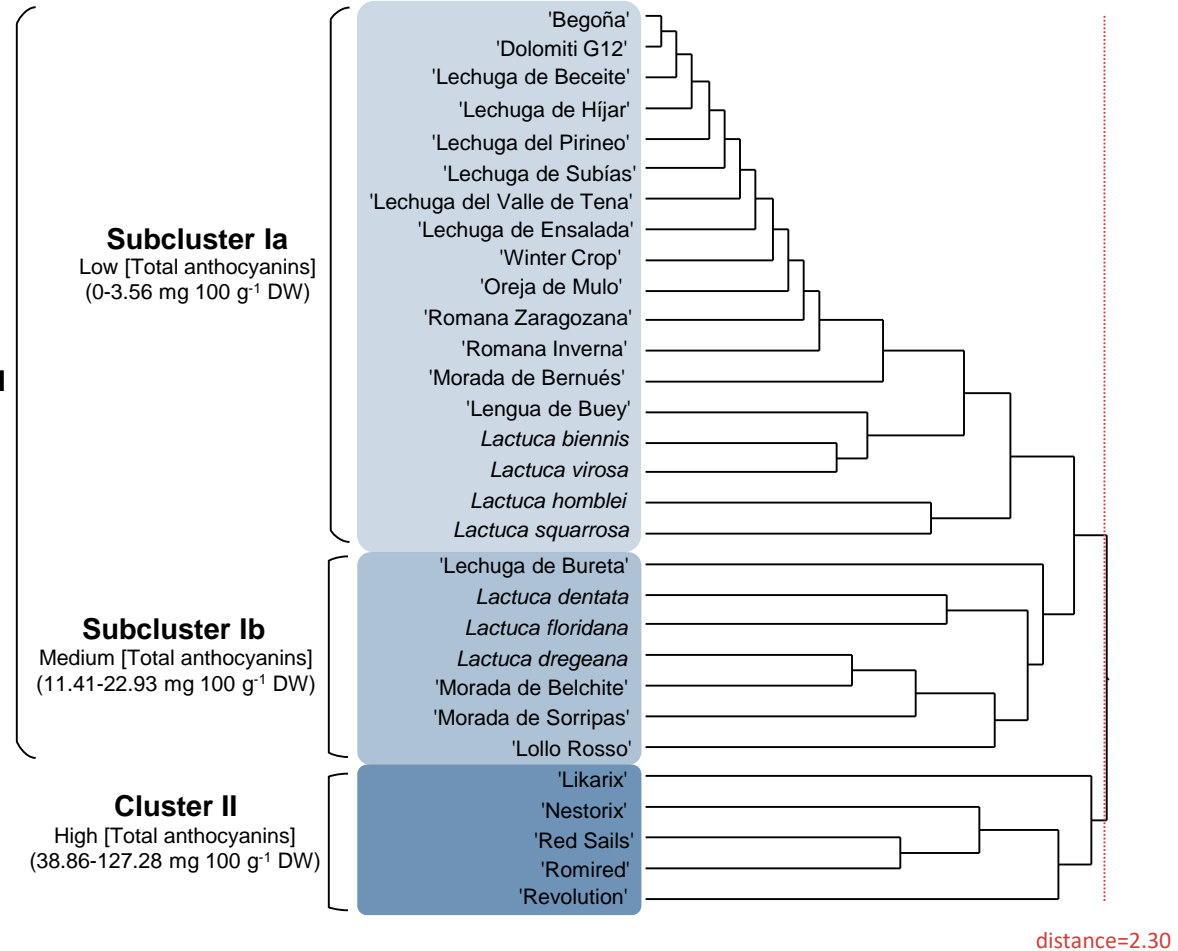 'Begoña'
'Dolomiti G12'
'Lechuga de Beceite'
'Lechuga de Híjar'
'Lechuga del Pirineo'
'Lechuga de Subías'
'Lechuga del Valle de Tena'
'Lechuga de Ensalada'
'Winter Crop'
'Oreja de Mulo'
'Romana Zaragozana'
'Romana Inverna'
'Morada de Bernués'
'Lengua de Buey'
Lactuca biennis
Lactuca virosa
Lactuca homblei
Lactuca squarrosa
Subcluster Ia
Low [Total anthocyanins]
(0-3.56 mg 100 g⁻¹ DW)
I
'Lechuga de Bureta'
Lactuca dentata
Lactuca floridana
Lactuca dregeana
'Morada de Belchite'
'Morada de Sorripas'
'Lollo Rosso'
Subcluster Ib
Medium [Total anthocyanins]
(11.41-22.93 mg 100 g⁻¹ DW)
'Likarix'
'Nestorix'
'Red Sails'
'Romired'
'Revolution'
Cluster II
High [Total anthocyanins]
(38.86-127.28 mg 100 g⁻¹ DW)
distance=2.30